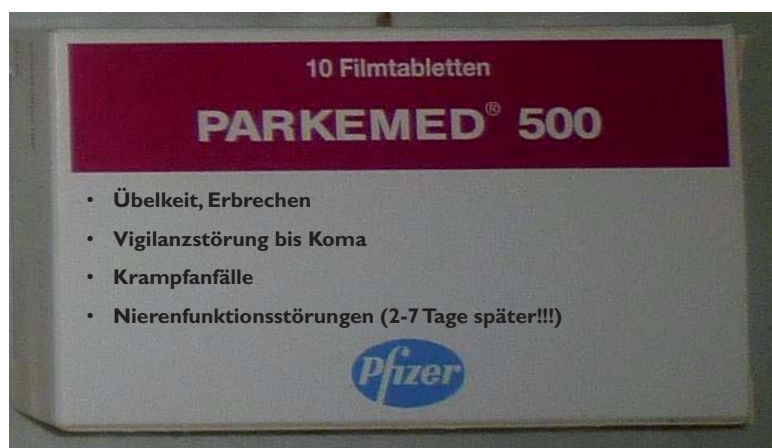 10 Filmtabletten
PARKEMED® 500
• Übelkeit, Erbrechen
• Vigilanzstörung bis Koma
• Krampfanfälle
• Nierenfunktionsstörungen (2-7 Tage später!!!)
Pfizer